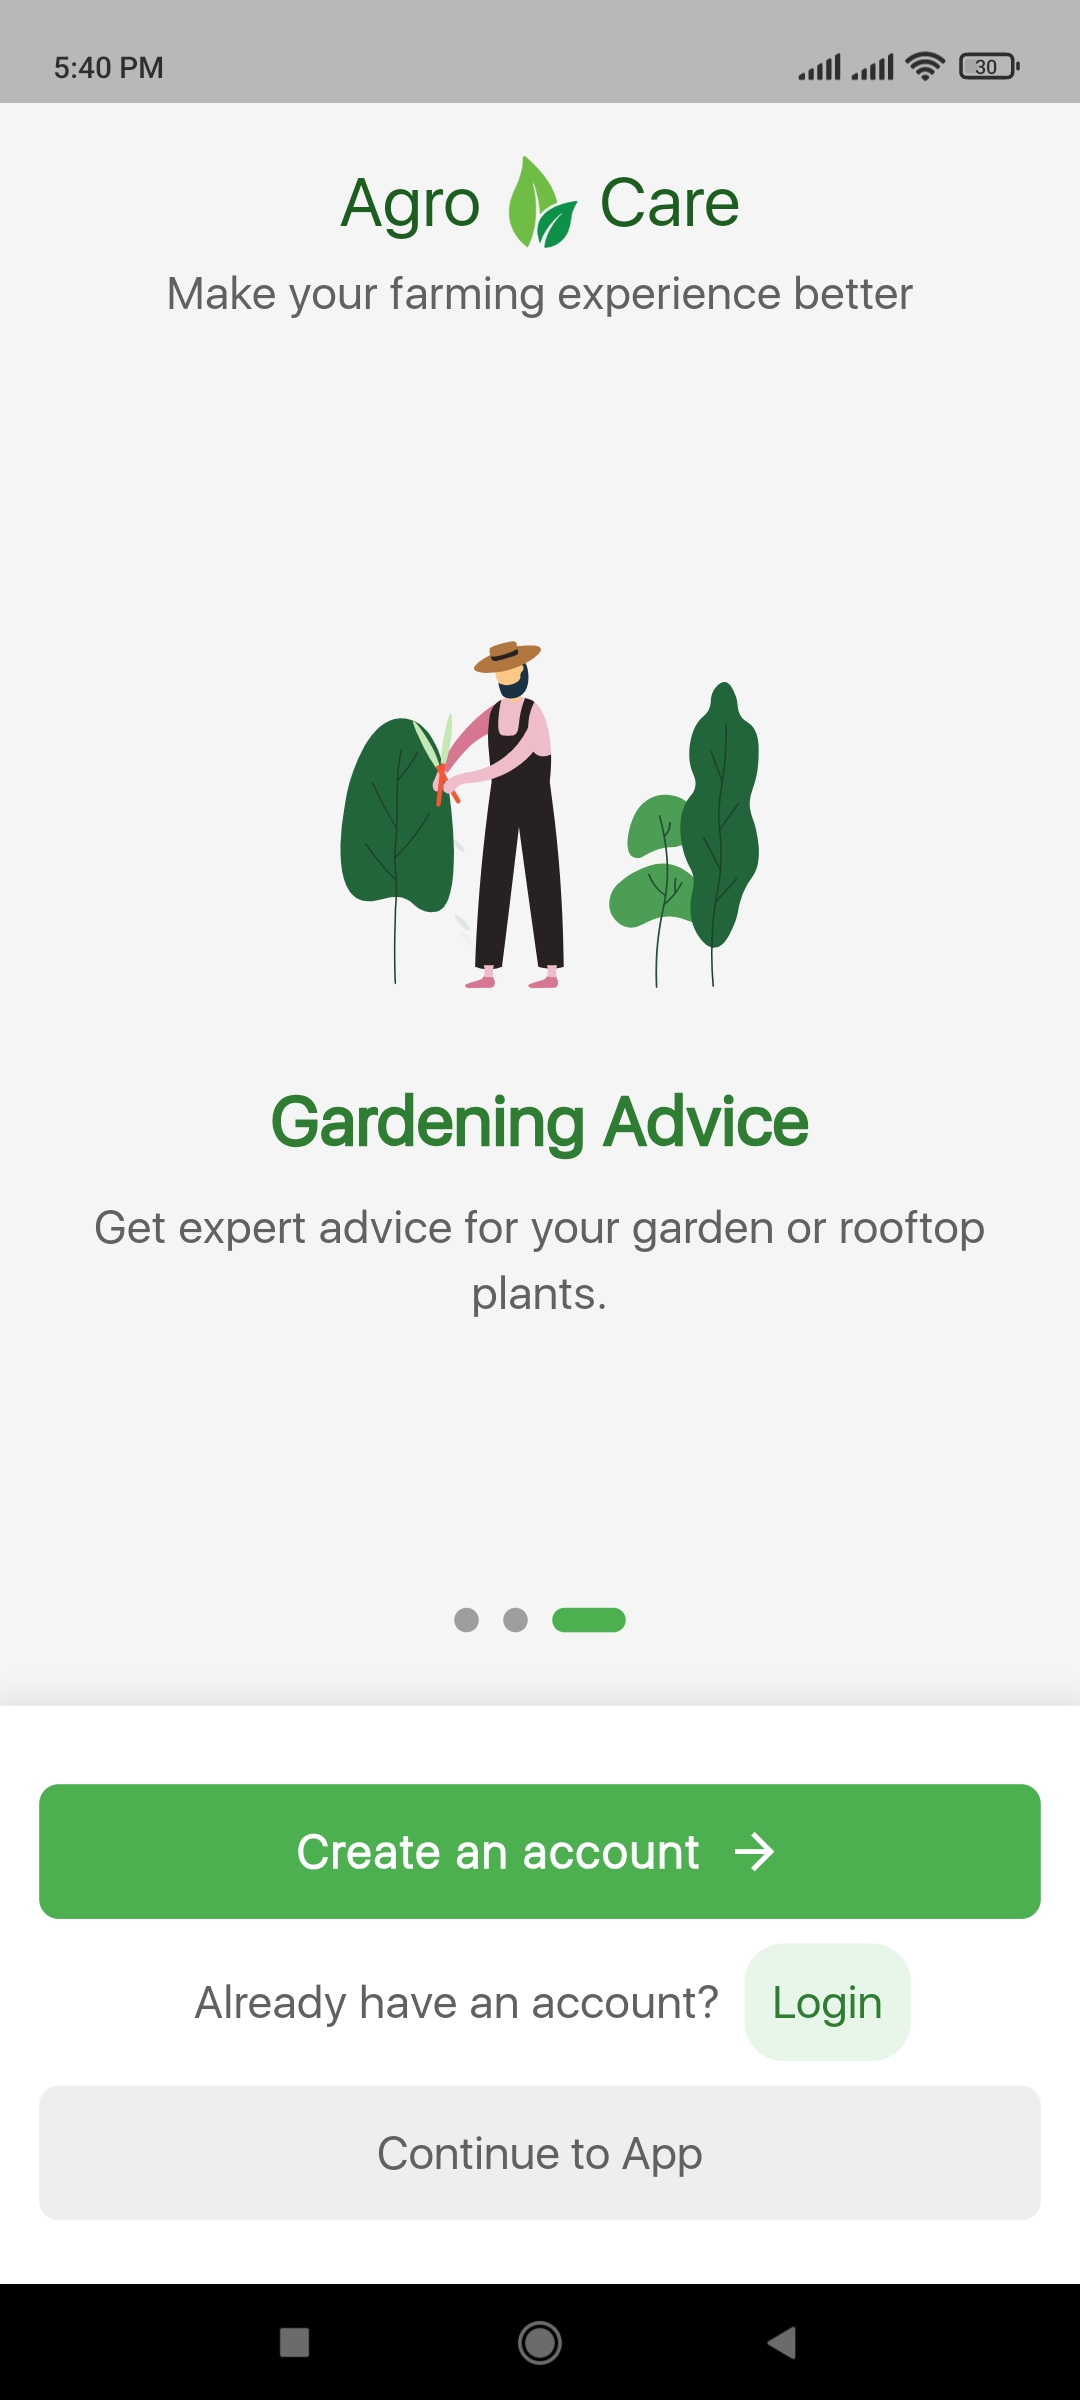 5:40 PM
30
Agro Care
Make your farming experience better
Gardening Advice
Get expert advice for your garden or rooftop
plants.
Create an account →
Already have an account? Login
Continue to App